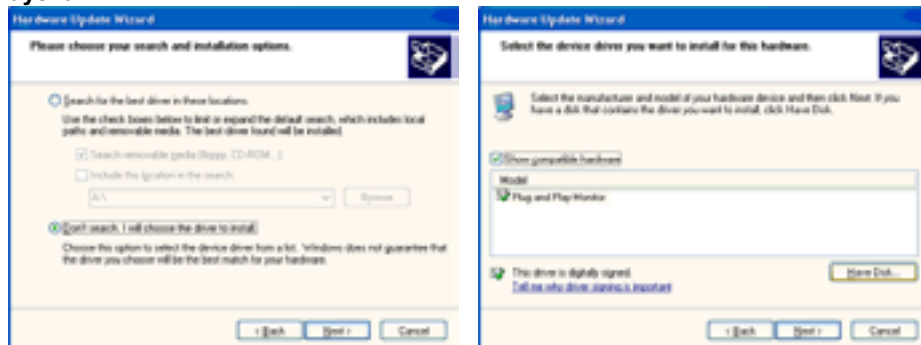 Hardware Update Wizard
Please choose your search and installation options.
Search for the best driver in these locations.
Use the check boxes below to limit or expand the default search, which includes local
paths and removable media. The best driver found will be installed.
Search removable media (floppy, CD-ROM...)
Include this location in the search:
A:\
Browse
Don't search. I will choose the driver to install.
Choose this option to select the device driver from a list. Windows does not guarantee that
the driver you choose will be the best match for your hardware.
< Back
Next >
Cancel
Hardware Update Wizard
Select the device driver you want to install for this hardware.
Select the manufacturer and model of your hardware device and then click Next. If you
have a disk that contains the driver you want to install, click Have Disk.
Show compatible hardware
Model
Plug and Play Monitor
This driver is digitally signed.
Tell me why driver signing is important
Have Disk...
< Back
Next >
Cancel